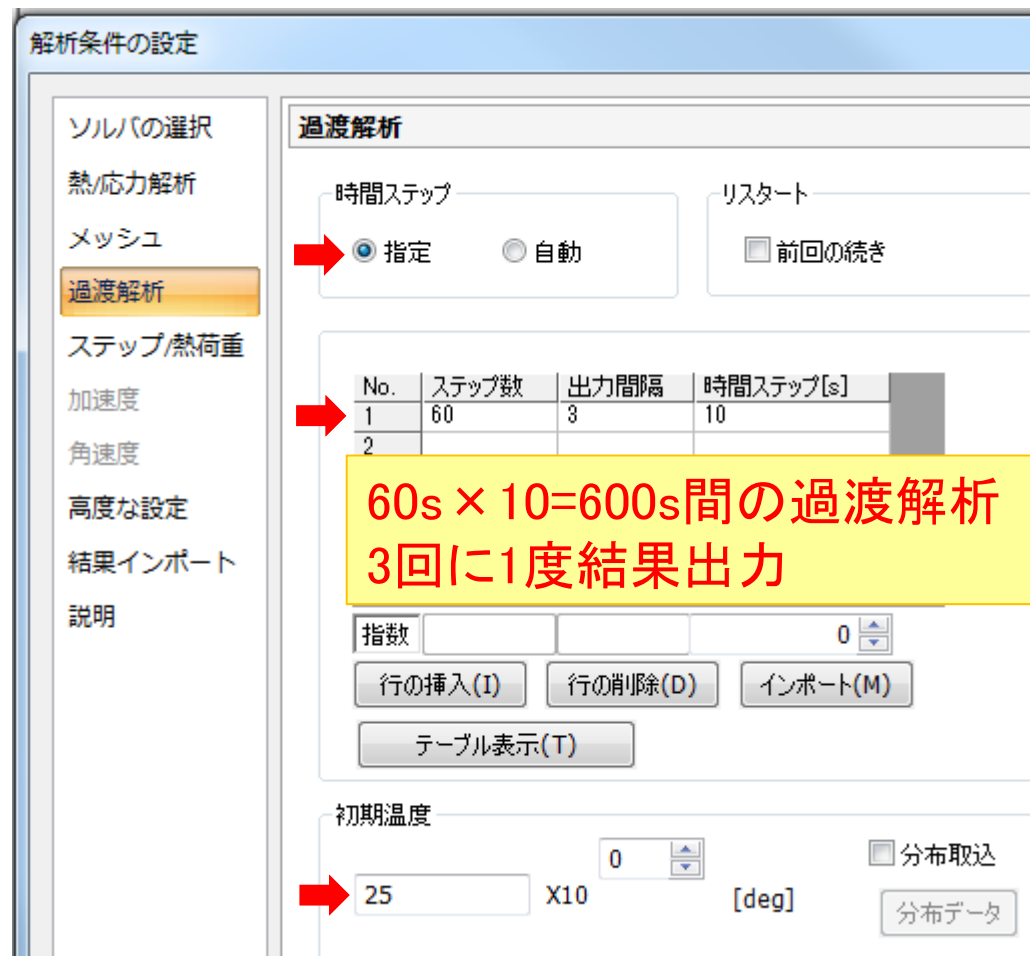 解析条件の設定
ソルバの選択
熱/応力解析
メッシュ
過渡解析
ステップ/熱荷重
加速度
角速度
高度な設定
結果インポート
説明
過渡解析
時間ステップ
指定
自動
リスタート
前回の続き
No. ステップ数 出力間隔 時間ステップ[s]
1 60 3 10
2
60s×10=600s間の過渡解析
3回に1度結果出力
指数 0
行の挿入(I) 行の削除(D) インポート(M)
テーブル表示(T)
初期温度
0
分布取込
25 X10 [deg]
分布データ